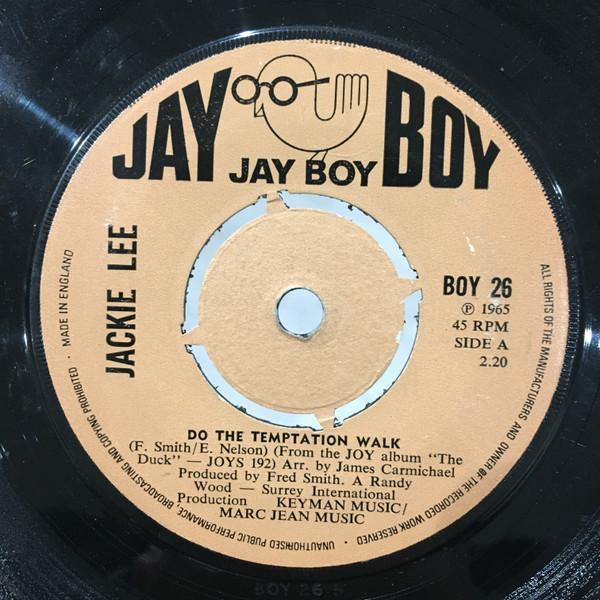 JAY BOY
JAY BOY
JACKIE LEE
BOY 26
℗ 1965
45 RPM
SIDE A
2.20
DO THE TEMPTATION WALK
(F. Smith/E. Nelson) (From the JOY album "The
Duck" — JOYS 192) Arr. by James Carmichael
Produced by Fred Smith. A Randy
Wood — Surrey International
Production KEYMAN MUSIC/
MARC JEAN MUSIC
ALL RIGHTS OF THE MANUFACTURERS AND OWNER OF THE RECORDED WORK RESERVED · UNAUTHORISED PUBLIC PERFORMANCE, BROADCASTING AND COPYING PROHIBITED · MADE IN ENGLAND
BOY 26